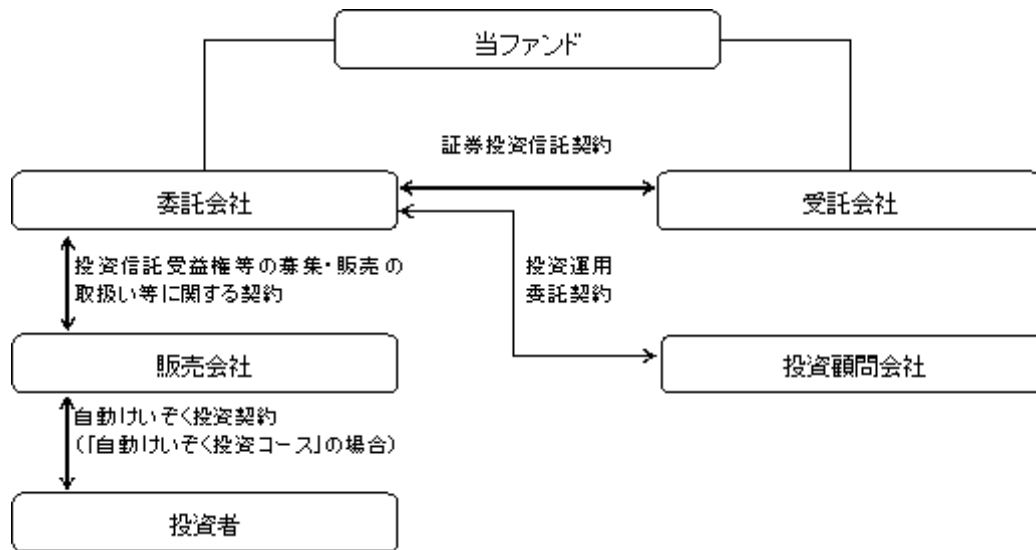 当ファンド
証券投資信託契約
委託会社
受託会社
投資信託受益権等の募集・販売の
取扱い等に関する契約
投資運用
委託契約
販売会社
投資顧問会社
自動けいぞく投資契約
(「自動けいぞく投資コース」の場合)
投資者